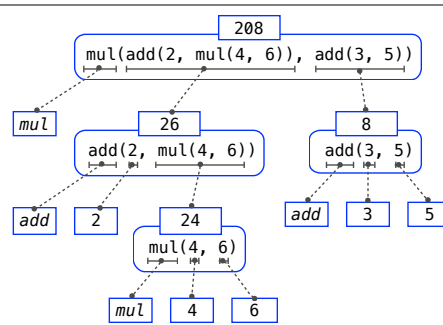 208
mul(add(2, mul(4, 6)), add(3, 5))
mul
26
8
add(2, mul(4, 6))
add(3, 5)
add
2
24
add
3
5
mul(4, 6)
mul
4
6